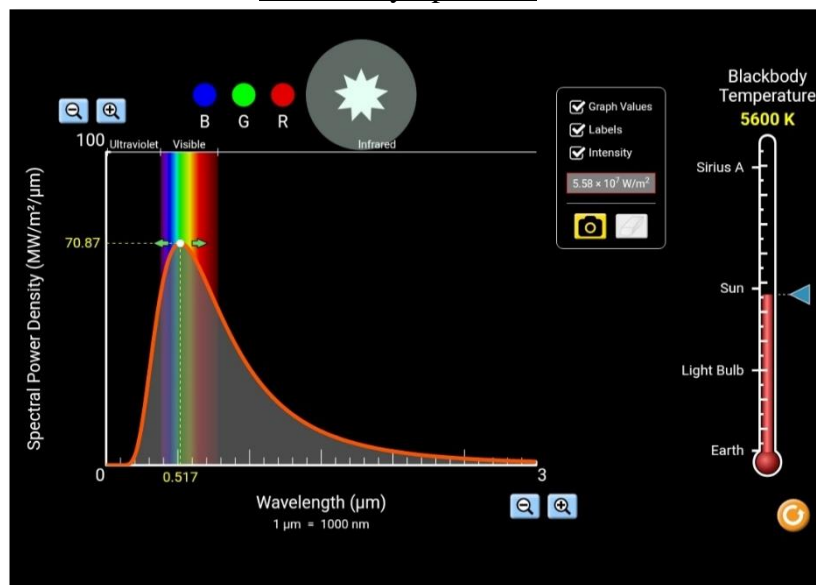 B G R
100
Ultraviolet Visible Infrared
70.87
Spectral Power Density (MW/m²/μm)
0 0.517 3
Wavelength (μm)
1 μm = 1000 nm
Graph Values
Labels
Intensity
5.58 × 10⁷ W/m²
Blackbody
Temperature
5600 K
Sirius A
Sun
Light Bulb
Earth